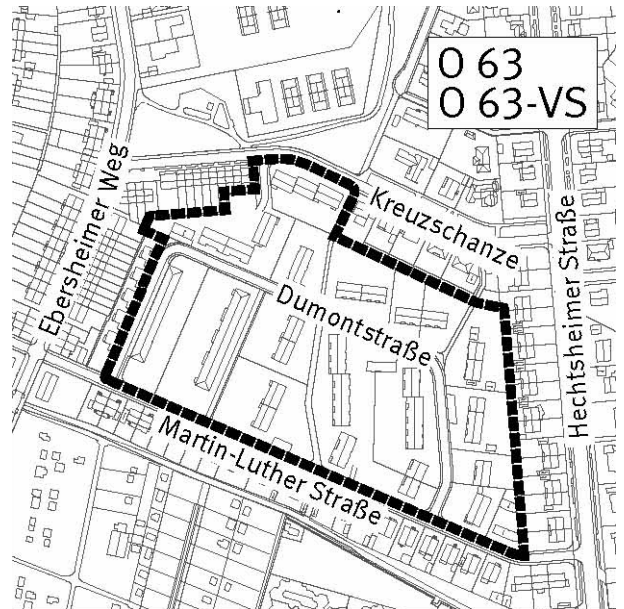 O 63
O 63-VS
Ebersheimer Weg
Kreuzschanze
Hechtsheimer Straße
Dumontstraße
Martin-Luther Straße